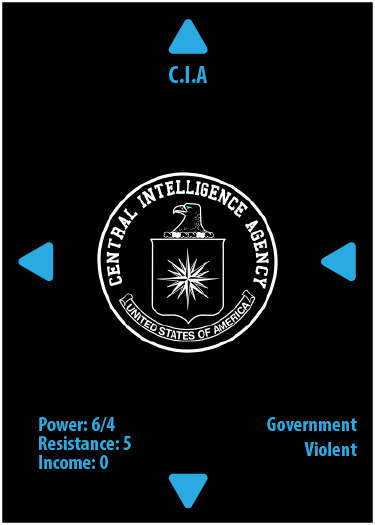 C.I.A
CENTRAL INTELLIGENCE AGENCY
UNITED STATES OF AMERICA
Power: 6/4
Resistance: 5
Income: 0
Government
Violent